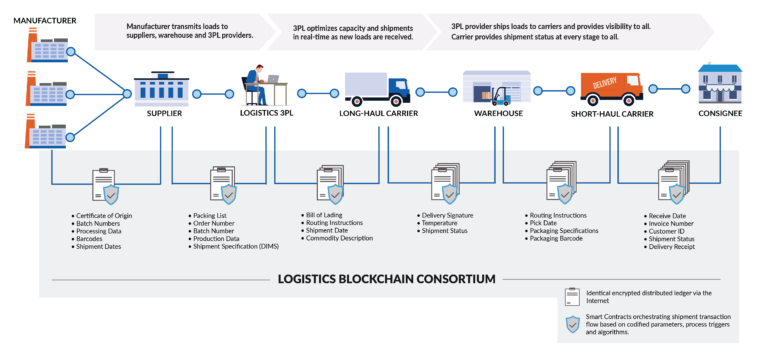 MANUFACTURER
Manufacturer transmits loads to
suppliers, warehouse and 3PL providers.
3PL optimizes capacity and shipments
in real-time as new loads are received.
3PL provider ships loads to carriers and provides visibility to all.
Carrier provides shipment status at every stage to all.
DELIVERY
SUPPLIER
LOGISTICS 3PL
LONG-HAUL CARRIER
WAREHOUSE
SHORT-HAUL CARRIER
CONSIGNEE
• Certificate of Origin
• Batch Numbers
• Processing Data
• Barcodes
• Shipment Dates
• Packing List
• Order Number
• Batch Number
• Production Data
• Shipment Specification (DIMS)
• Bill of Lading
• Routing Instructions
• Shipment Date
• Commodity Description
• Delivery Signature
• Temperature
• Shipment Status
• Routing Instructions
• Pick Date
• Packaging Specifications
• Packaging Barcode
• Receive Date
• Invoice Number
• Customer ID
• Shipment Status
• Delivery Receipt
LOGISTICS BLOCKCHAIN CONSORTIUM
Identical encrypted distributed ledger via the
Internet
Smart Contracts orchestrating shipment transaction
flow based on codified parameters, process triggers
and algorithms.